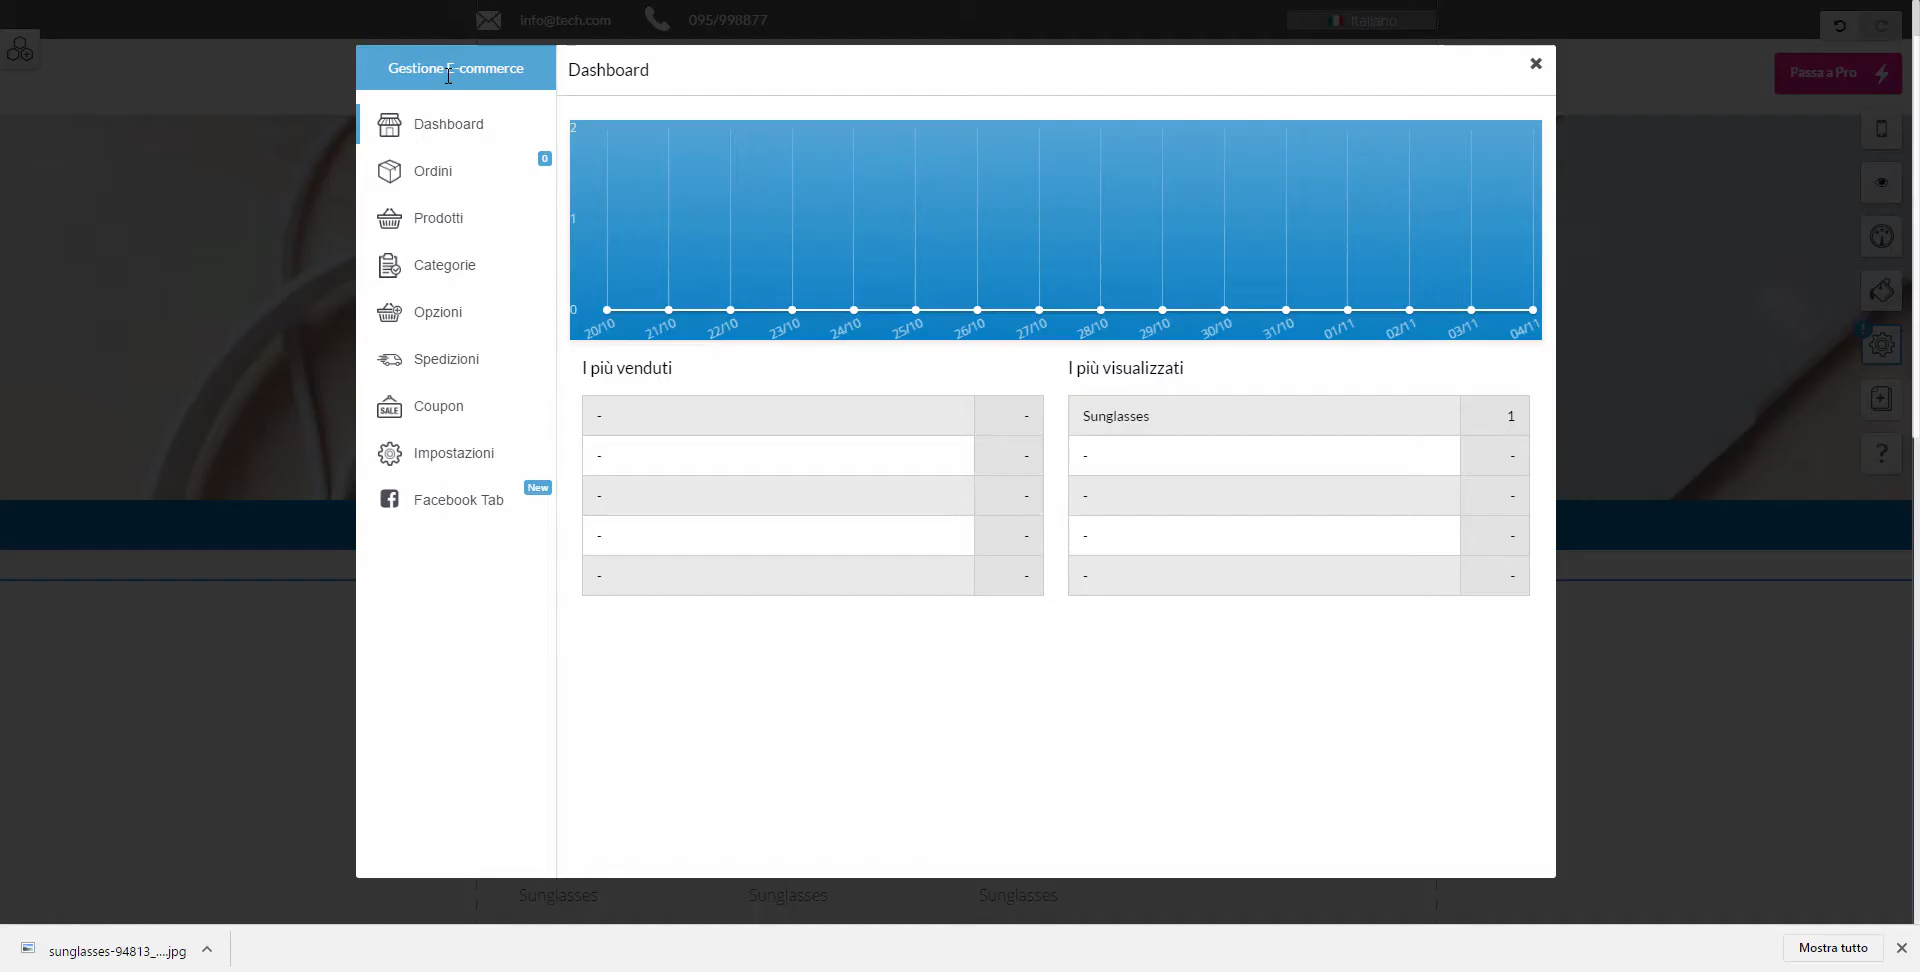 info@tech.com 095/998877 Italiano
Passa a Pro
Gestione E-commerce
Dashboard
Dashboard
Ordini 0
Prodotti
Categorie
Opzioni
Spedizioni
SALE Coupon
Impostazioni
Facebook Tab New
2
1
0
20/10 21/10 22/10 23/10 24/10 25/10 26/10 27/10 28/10 29/10 30/10 31/10 01/11 02/11 03/11 04/11
I più venduti
- -
- -
- -
- -
- -
I più visualizzati
Sunglasses 1
- -
- -
- -
- -
?
Sunglasses Sunglasses Sunglasses
sunglasses-94813_....jpg
Mostra tutto